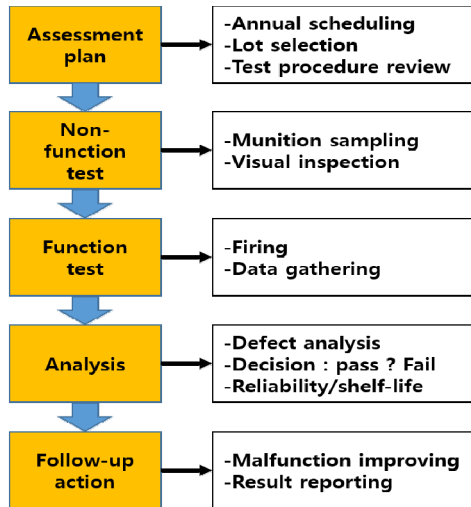 Assessment
plan
-Annual scheduling
-Lot selection
-Test procedure review
Non-
function
test
-Munition sampling
-Visual inspection
Function
test
-Firing
-Data gathering
Analysis
-Defect analysis
-Decision : pass ? Fail
-Reliability/shelf-life
Follow-up
action
-Malfunction improving
-Result reporting